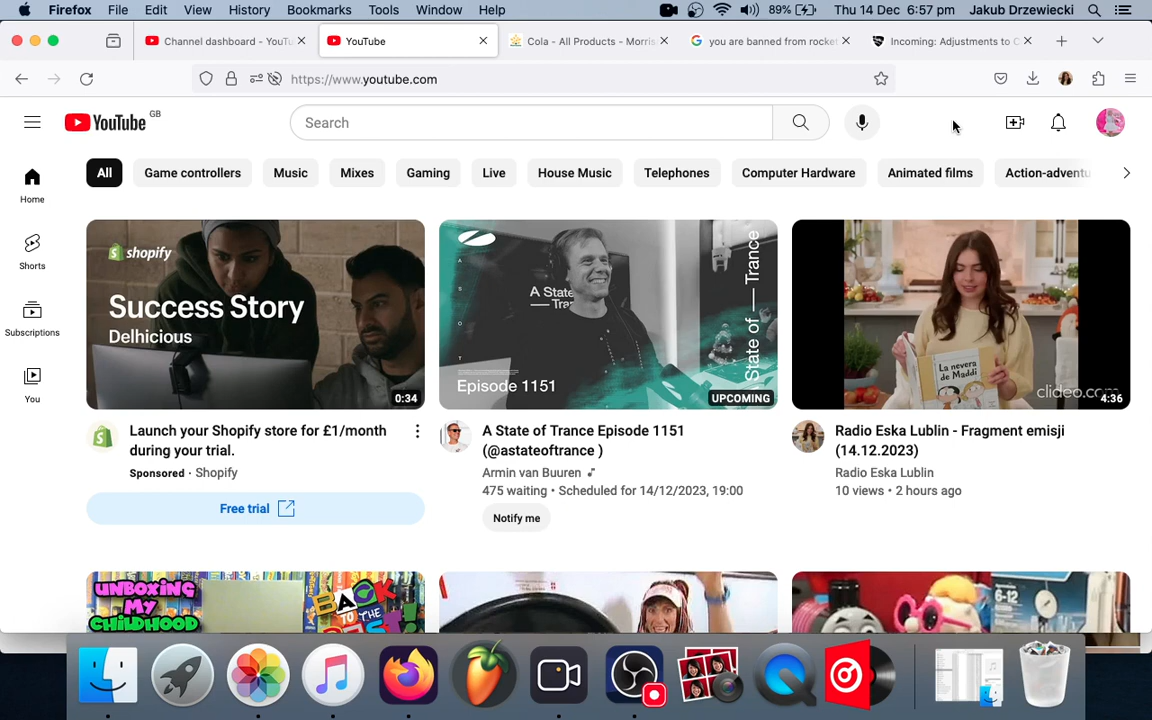 Firefox File Edit View History Bookmarks Tools Window Help 89% Thu 14 Dec 6:57 pm Jakub Drzewiecki
Channel dashboard - YouTu YouTube Cola - All Products - Morris you are banned from rocket Incoming: Adjustments to C
https://www.youtube.com
YouTube GB Search
All Game controllers Music Mixes Gaming Live House Music Telephones Computer Hardware Animated films Action-adventu
Home
Shorts
Subscriptions
You
shopify
Success Story
Delhicious
0:34
Launch your Shopify store for £1/month
during your trial.
Sponsored · Shopify
Free trial
A State
Tran
State of — Trance
Episode 1151
UPCOMING
A State of Trance Episode 1151
(@astateoftrance )
Armin van Buuren
475 waiting • Scheduled for 14/12/2023, 19:00
Notify me
La nevera
de Maddi
clideo.com
4:36
Radio Eska Lublin - Fragment emisji
(14.12.2023)
Radio Eska Lublin
10 views • 2 hours ago
UNBOXING
MY
CHILDHOOD
BACK
TO THE
PAST!
6-12